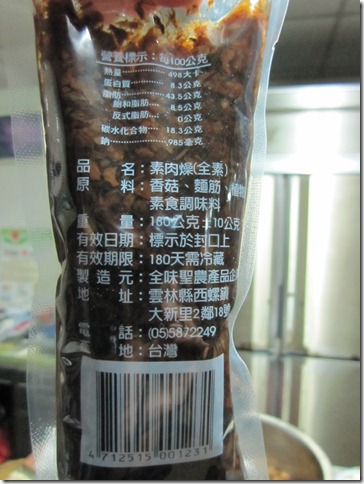 營養標示：每100公克
熱量 498大卡
蛋白質 8.3公克
脂肪 43.5公克
飽和脂肪 8.5公克
反式脂肪 0公克
碳水化合物 18.3公克
鈉 985毫克
品　名：素肉燥(全素)
原　料：香菇、麵筋、植物
素食調味料
重　量：180公克±10公克
有效日期：標示於封口上
有效期限：180天需冷藏
製造元：全味聖農產品企
地　址：雲林縣西螺鎮
大新里2鄰18號
電　話：(05)5872249
地：台灣
4 712515 001231